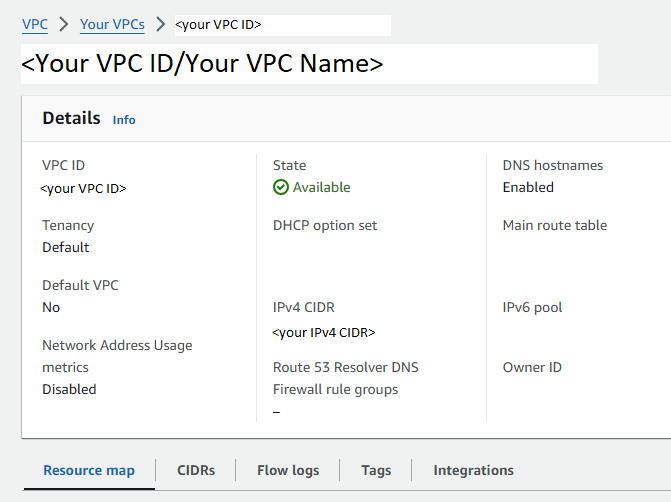 VPC > Your VPCs > <your VPC ID>
<Your VPC ID/Your VPC Name>
Details Info
VPC ID
<your VPC ID>
State
Available
DNS hostnames
Enabled
Tenancy
Default
DHCP option set
Main route table
Default VPC
No
IPv4 CIDR
<your IPv4 CIDR>
IPv6 pool
Network Address Usage
metrics
Disabled
Route 53 Resolver DNS
Firewall rule groups
–
Owner ID
Resource map CIDRs Flow logs Tags Integrations